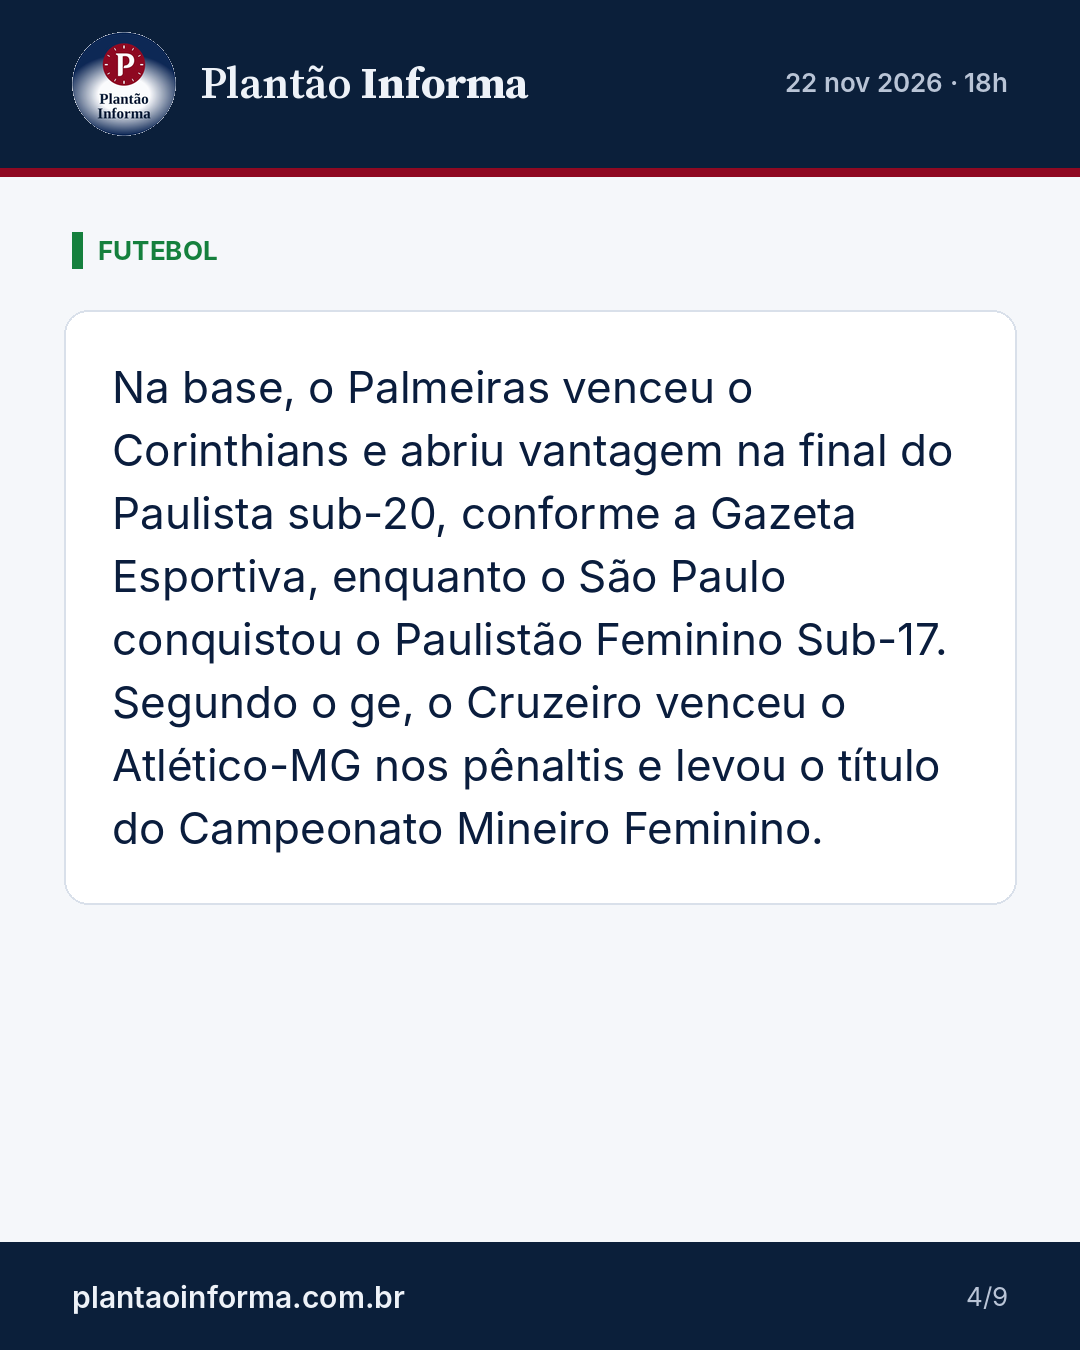 P
Plantão
Informa
Plantão Informa
22 nov 2026 · 18h
FUTEBOL
Na base, o Palmeiras venceu o
Corinthians e abriu vantagem na final do
Paulista sub-20, conforme a Gazeta
Esportiva, enquanto o São Paulo
conquistou o Paulistão Feminino Sub-17.
Segundo o ge, o Cruzeiro venceu o
Atlético-MG nos pênaltis e levou o título
do Campeonato Mineiro Feminino.
plantaoinforma.com.br
4/9